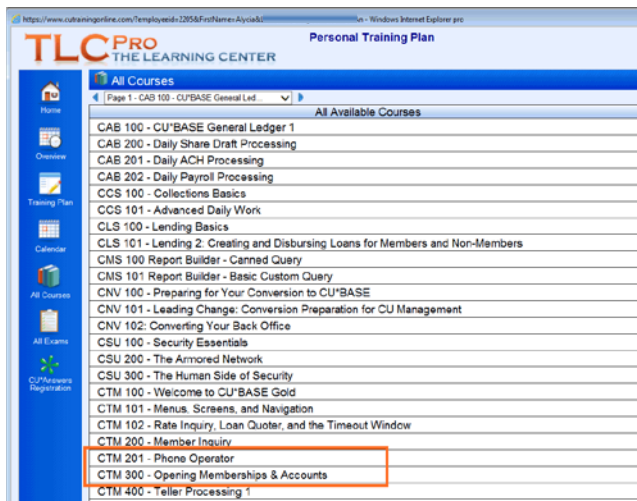 https://www.cutrainingonline.com/?employeeid=2205&FirstName=Alycia& - Windows Internet Explorer pro
TLC PRO
THE LEARNING CENTER
Personal Training Plan
All Courses
Page 1 - CAB 100 - CU*BASE General Led...
All Available Courses
Home
Overview
Training Plan
Calendar
All Courses
All Exams
CU*Answers
Registration
CAB 100 - CU*BASE General Ledger 1
CAB 200 - Daily Share Draft Processing
CAB 201 - Daily ACH Processing
CAB 202 - Daily Payroll Processing
CCS 100 - Collections Basics
CCS 101 - Advanced Daily Work
CLS 100 - Lending Basics
CLS 101 - Lending 2: Creating and Disbursing Loans for Members and Non-Members
CMS 100 Report Builder - Canned Query
CMS 101 Report Builder - Basic Custom Query
CNV 100 - Preparing for Your Conversion to CU*BASE
CNV 101 - Leading Change: Conversion Preparation for CU Management
CNV 102: Converting Your Back Office
CSU 100 - Security Essentials
CSU 200 - The Armored Network
CSU 300 - The Human Side of Security
CTM 100 - Welcome to CU*BASE Gold
CTM 101 - Menus, Screens, and Navigation
CTM 102 - Rate Inquiry, Loan Quoter, and the Timeout Window
CTM 200 - Member Inquiry
CTM 201 - Phone Operator
CTM 300 - Opening Memberships & Accounts
CTM 400 - Teller Processing 1